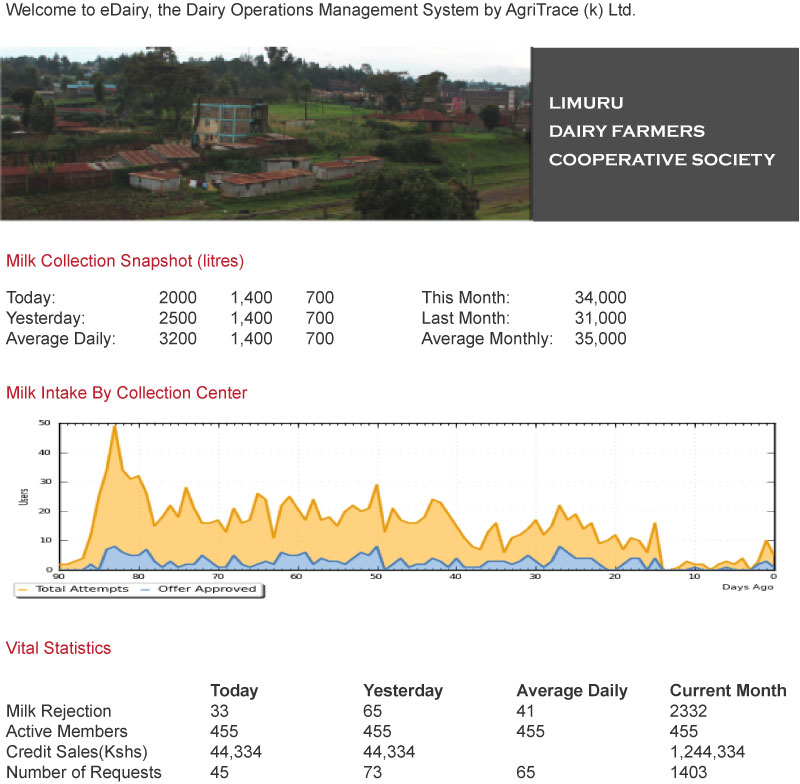 Welcome to eDairy, the Dairy Operations Management System by AgriTrace (k) Ltd.
LIMURU
DAIRY FARMERS
COOPERATIVE SOCIETY
Milk Collection Snapshot (litres)
Today: 2000 1,400 700 This Month: 34,000
Yesterday: 2500 1,400 700 Last Month: 31,000
Average Daily: 3200 1,400 700 Average Monthly: 35,000
Milk Intake By Collection Center
50
40
30
20
10
0
Users
90 80 70 60 50 40 30 20 10 0
Days Ago
Total Attempts Offer Approved
Vital Statistics
Today Yesterday Average Daily Current Month
Milk Rejection 33 65 41 2332
Active Members 455 455 455 455
Credit Sales(Kshs) 44,334 44,334 1,244,334
Number of Requests 45 73 65 1403